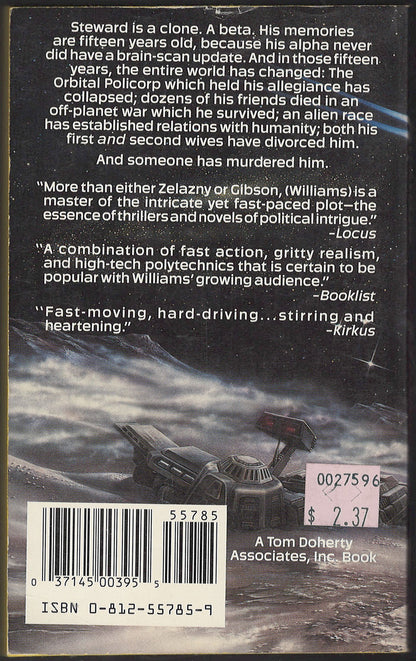 Steward is a clone. A beta. His memories
are fifteen years old, because his alpha never
did have a brain-scan update. And in those fifteen
years, the entire world has changed: The
Orbital Policorp which held his allegiance has
collapsed; dozens of his friends died in an
off-planet war which he survived; an alien race
has established relations with humanity; both his
first and second wives have divorced him.
And someone has murdered him.
"More than either Zelazny or Gibson, (Williams) is a
master of the intricate yet fast-paced plot—the
essence of thrillers and novels of political intrigue."
–Locus
"A combination of fast action, gritty realism,
and high-tech polytechnics that is certain to be
popular with Williams' growing audience."
–Booklist
"Fast-moving, hard-driving...stirring and
heartening."
–Kirkus
0027596
$ 2.37
55785
0 37145 00395 5
ISBN 0-812-55785-9
A Tom Doherty
Associates, Inc. Book